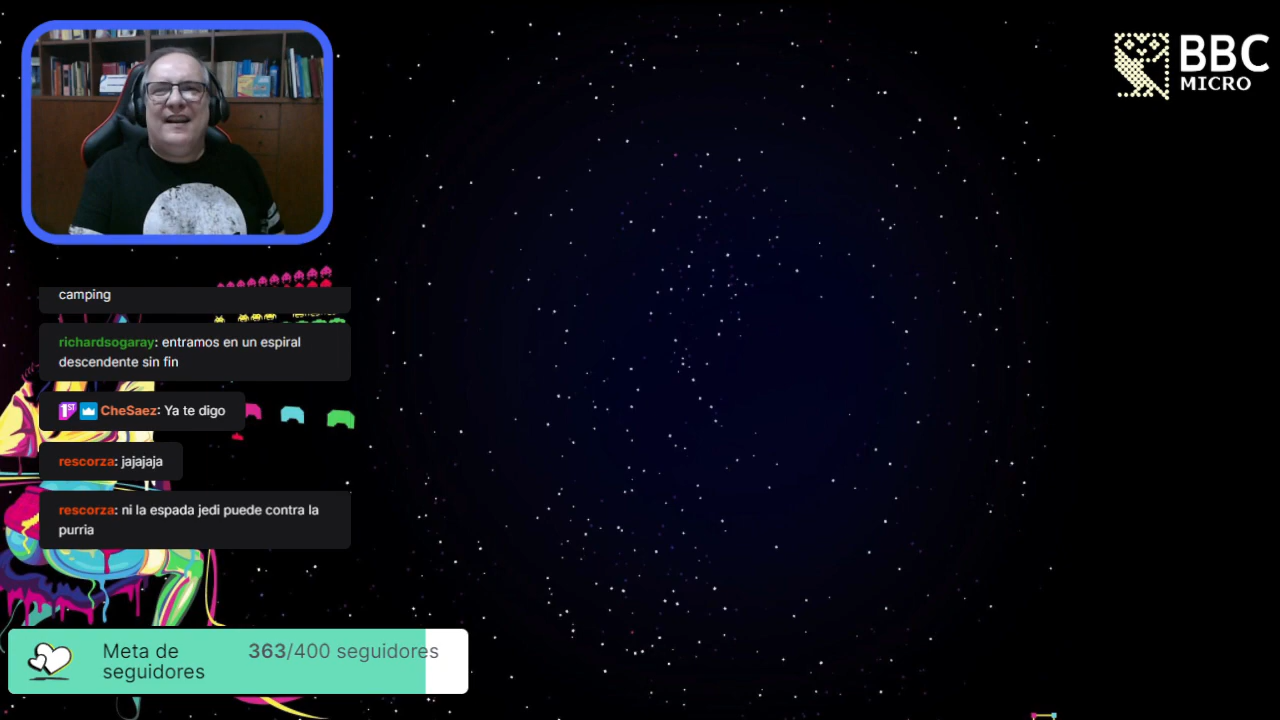 BBC
MICRO
camping
richardsogaray: entramos en un espiral
descendente sin fin
1ST CheSaez: Ya te digo
rescorza: jajajaja
rescorza: ni la espada jedi puede contra la
purria
Meta de
seguidores
363/400 seguidores